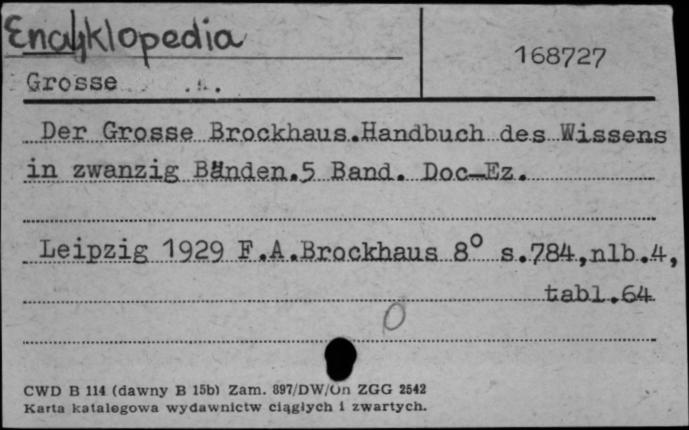 Encyklopedia
168727
Grosse
Der Grosse Brockhaus.Handbuch des Wissens
in zwanzig Bänden.5 Band. Doc-Ez.
Leipzig 1929 F.A.Brockhaus 8° s.784,nlb.4,
tabl.64
0
CWD B 114 (dawny B 15b) Zam. 897/DW/Un ZGG 2542
Karta katalogowa wydawnictw ciągłych i zwartych.